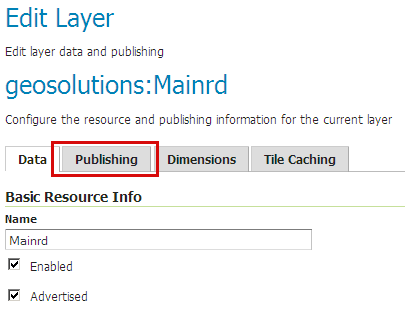 Edit Layer
Edit layer data and publishing
geosolutions:Mainrd
Configure the resource and publishing information for the current layer
Data Publishing Dimensions Tile Caching
Basic Resource Info
Name
Mainrd
Enabled
Advertised